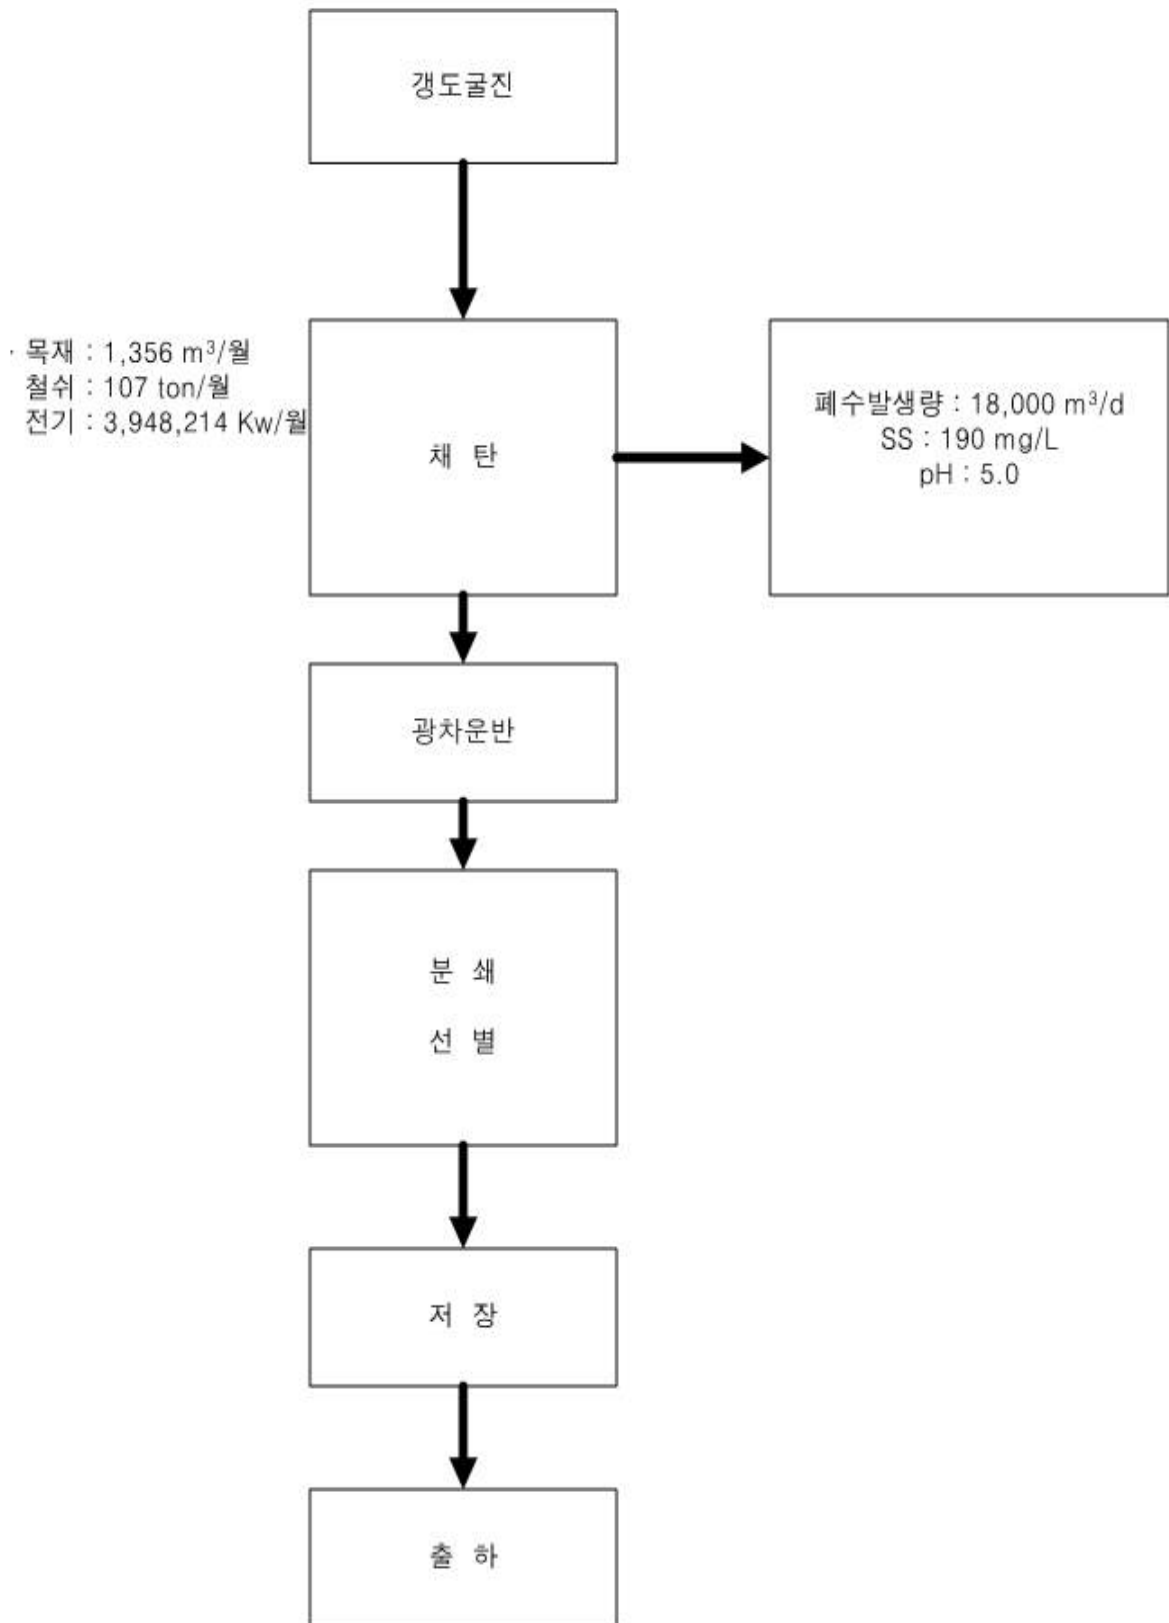 갱도굴진
· 목재 : 1,356 m³/월
철쉬 : 107 ton/월
전기 : 3,948,214 Kw/월
채 탄
폐수발생량 : 18,000 m³/d
SS : 190 mg/L
pH : 5.0
광차운반
분 쇄
선 별
저 장
출 하